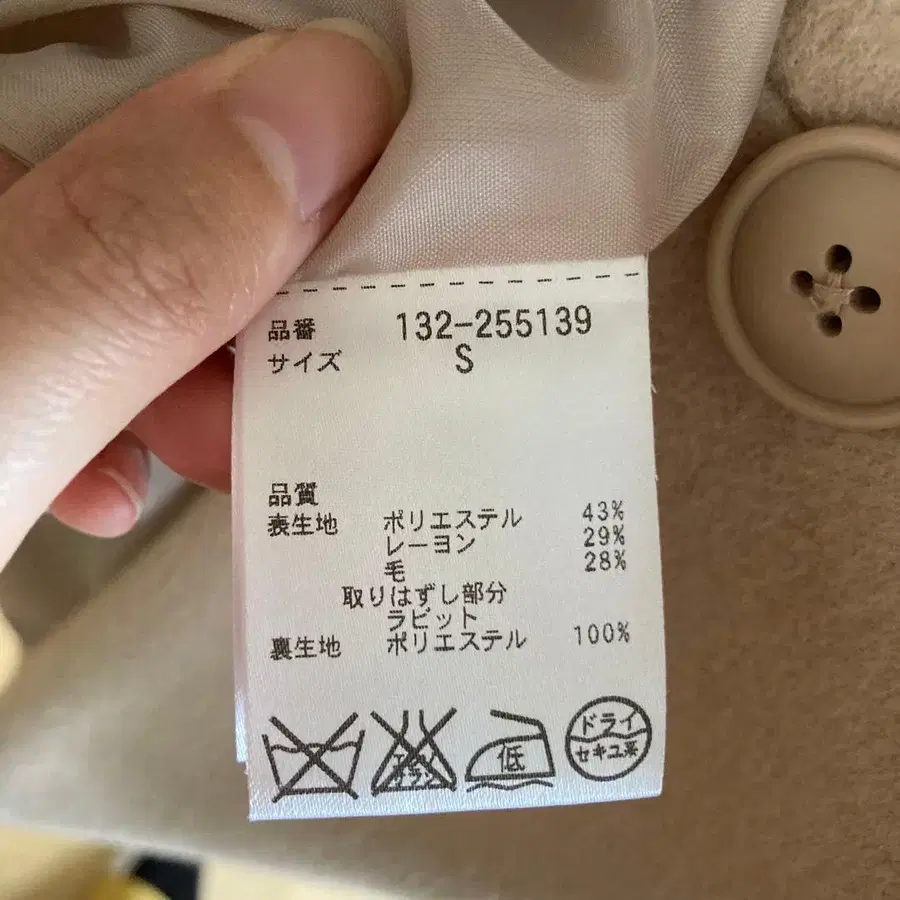 品番 132-255139
サイズ S
品質
表生地 ポリエステル 43%
レーヨン 29%
毛 28%
取りはずし部分
ラビット
裏生地 ポリエステル 100%
低
ドライ
セキユ系